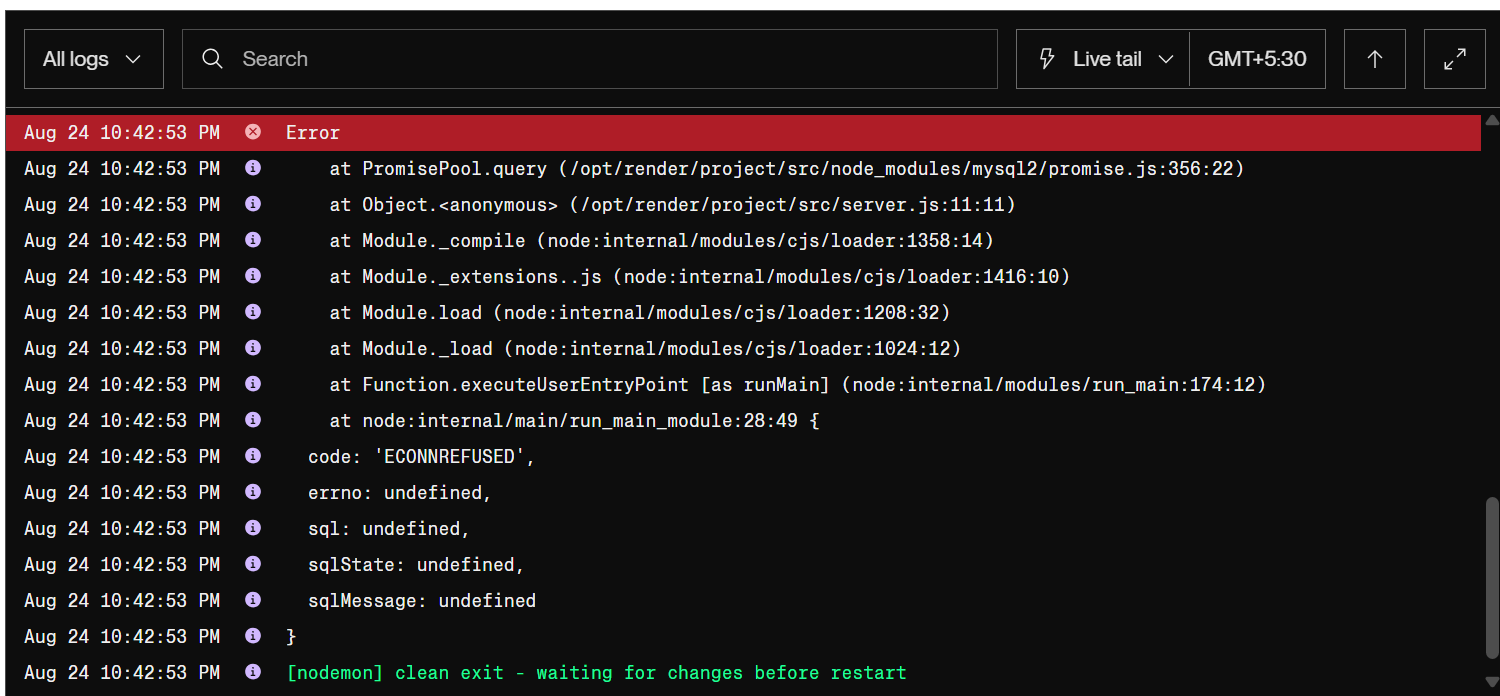 All logs
Search
Live tail
GMT+5:30
Aug 24 10:42:53 PM Error
Aug 24 10:42:53 PM at PromisePool.query (/opt/render/project/src/node_modules/mysql2/promise.js:356:22)
Aug 24 10:42:53 PM at Object.<anonymous> (/opt/render/project/src/server.js:11:11)
Aug 24 10:42:53 PM at Module._compile (node:internal/modules/cjs/loader:1358:14)
Aug 24 10:42:53 PM at Module._extensions..js (node:internal/modules/cjs/loader:1416:10)
Aug 24 10:42:53 PM at Module.load (node:internal/modules/cjs/loader:1208:32)
Aug 24 10:42:53 PM at Module._load (node:internal/modules/cjs/loader:1024:12)
Aug 24 10:42:53 PM at Function.executeUserEntryPoint [as runMain] (node:internal/modules/run_main:174:12)
Aug 24 10:42:53 PM at node:internal/main/run_main_module:28:49 {
Aug 24 10:42:53 PM code: 'ECONNREFUSED',
Aug 24 10:42:53 PM errno: undefined,
Aug 24 10:42:53 PM sql: undefined,
Aug 24 10:42:53 PM sqlState: undefined,
Aug 24 10:42:53 PM sqlMessage: undefined
Aug 24 10:42:53 PM }
Aug 24 10:42:53 PM [nodemon] clean exit - waiting for changes before restart